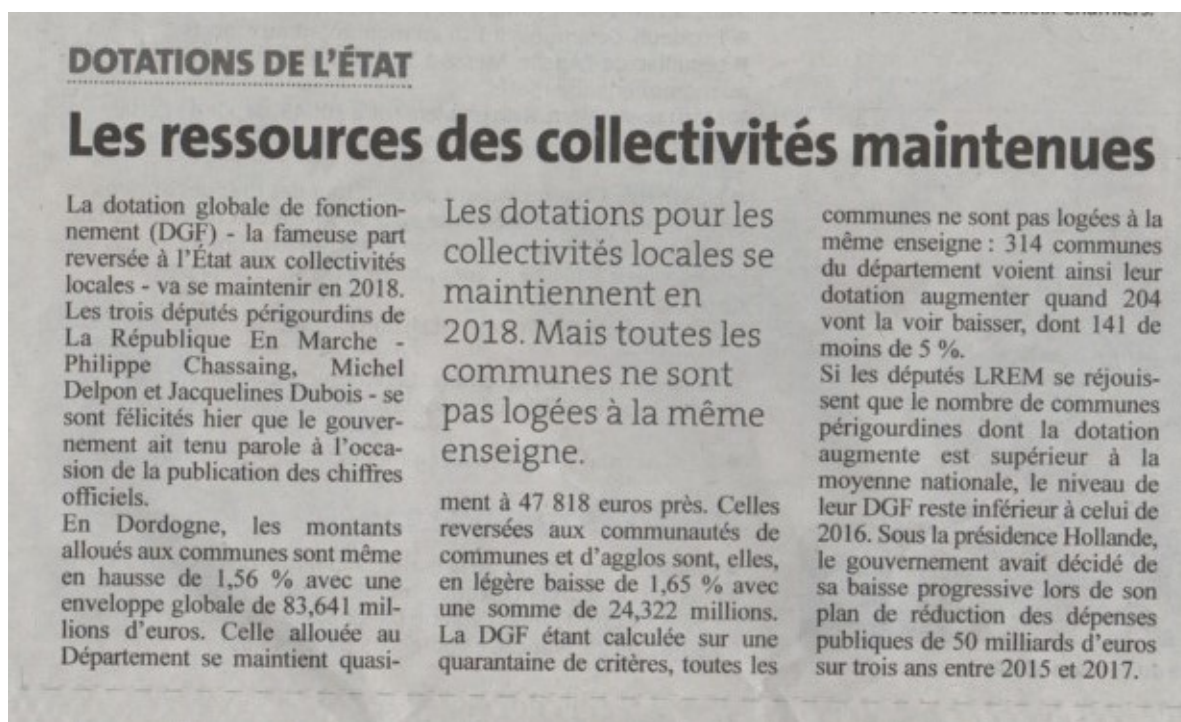 DOTATIONS DE L'ÉTAT
Les ressources des collectivités maintenues
La dotation globale de fonction-
nement (DGF) - la fameuse part
reversée à l'État aux collectivités
locales - va se maintenir en 2018.
Les trois députés périgourdins de
La République En Marche -
Philippe Chassaing, Michel
Delpon et Jacquelines Dubois - se
sont félicités hier que le gouver-
nement ait tenu parole à l'occa-
sion de la publication des chiffres
officiels.
En Dordogne, les montants
alloués aux communes sont même
en hausse de 1,56 % avec une
enveloppe globale de 83,641 mil-
lions d'euros. Celle allouée au
Département se maintient quasi-
Les dotations pour les
collectivités locales se
maintiennent en
2018. Mais toutes les
communes ne sont
pas logées à la même
enseigne.
ment à 47 818 euros près. Celles
reversées aux communautés de
communes et d'agglos sont, elles,
en légère baisse de 1,65 % avec
une somme de 24,322 millions.
La DGF étant calculée sur une
quarantaine de critères, toutes les
communes ne sont pas logées à la
même enseigne : 314 communes
du département voient ainsi leur
dotation augmenter quand 204
vont la voir baisser, dont 141 de
moins de 5 %.
Si les députés LREM se réjouis-
sent que le nombre de communes
périgourdines dont la dotation
augmente est supérieur à la
moyenne nationale, le niveau de
leur DGF reste inférieur à celui de
2016. Sous la présidence Hollande,
le gouvernement avait décidé de
sa baisse progressive lors de son
plan de réduction des dépenses
publiques de 50 milliards d'euros
sur trois ans entre 2015 et 2017.